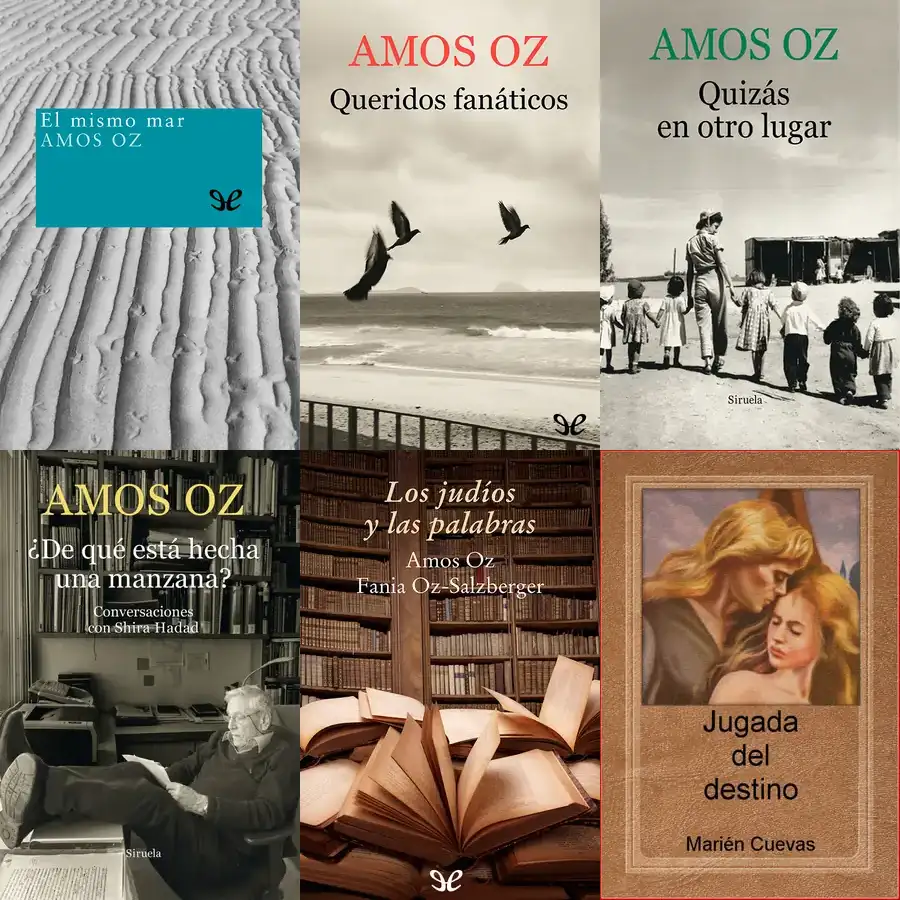 El mismo mar
AMOS OZ
AMOS OZ
Queridos fanáticos
AMOS OZ
Quizás
en otro lugar
Siruela
AMOS OZ
¿De qué está hecha
una manzana?
Conversaciones
con Shira Hadad
Siruela
Los judíos
y las palabras
Amos Oz
Fania Oz-Salzberger
Jugada
del
destino
Marién Cuevas